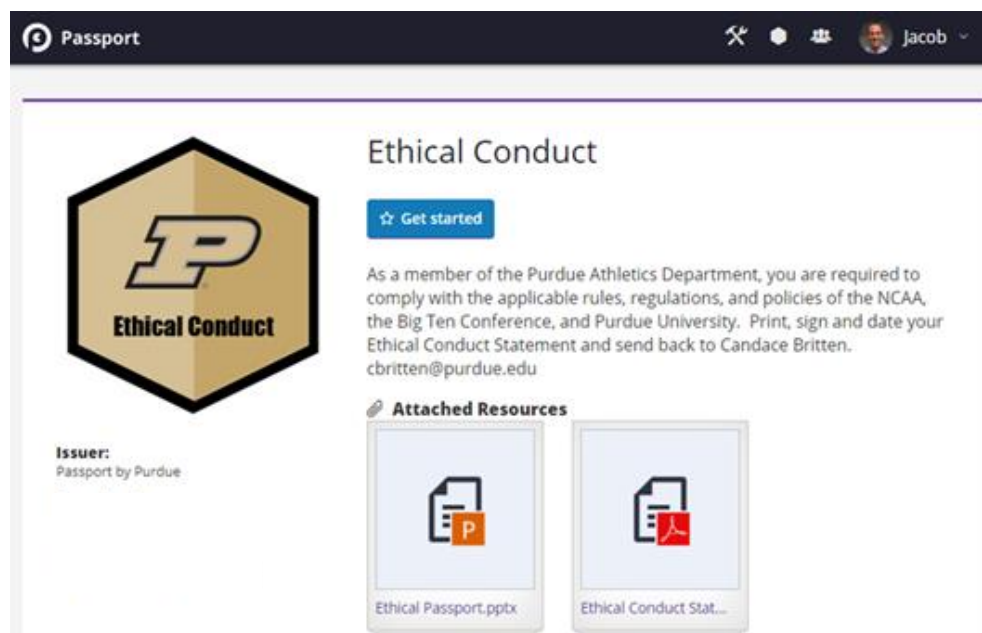 Passport
Jacob
Ethical Conduct
Get started
As a member of the Purdue Athletics Department, you are required to
comply with the applicable rules, regulations, and policies of the NCAA,
the Big Ten Conference, and Purdue University.  Print, sign and date your
Ethical Conduct Statement and send back to Candace Britten.
cbritten@purdue.edu
P
Ethical Conduct
Issuer:
Passport by Purdue
Attached Resources
P
Ethical Passport.pptx
Ethical Conduct Stat...